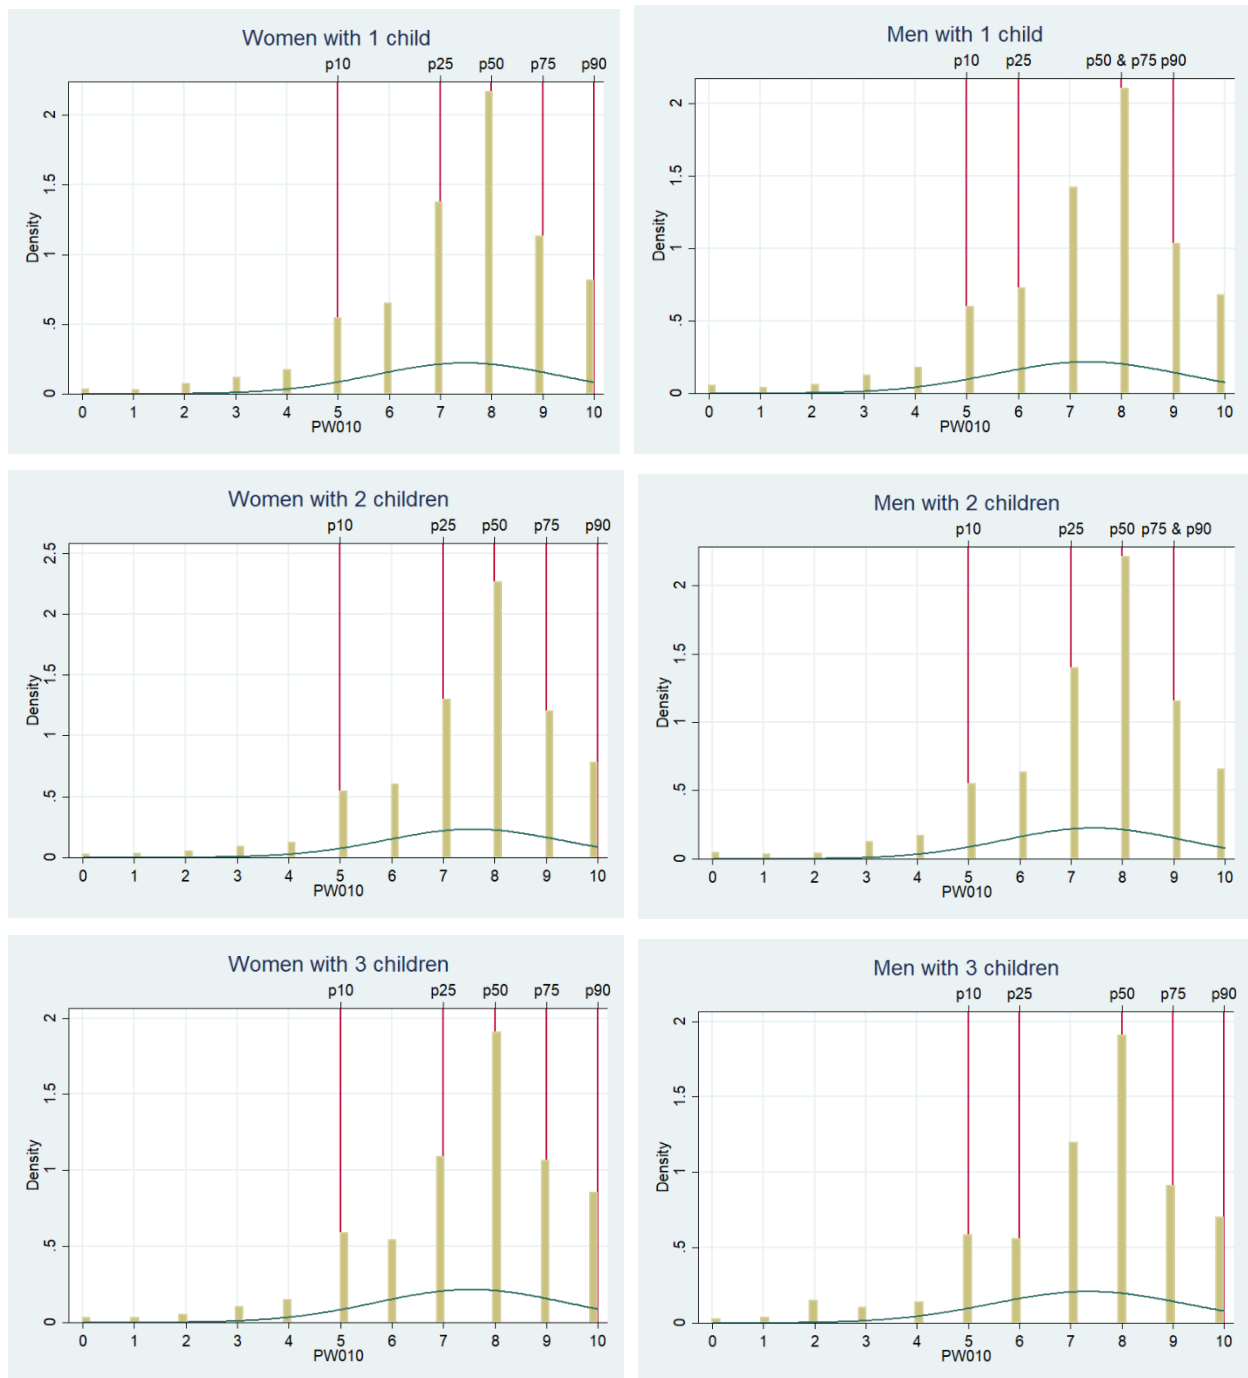 Women with 1 child
p10 p25 p50 p75 p90
2
1.5
1
.5
0
Density
0 1 2 3 4 5 6 7 8 9 10
PW010
Men with 1 child
p10 p25 p50 & p75 p90
2
1.5
1
.5
0
Density
0 1 2 3 4 5 6 7 8 9 10
PW010
Women with 2 children
p10 p25 p50 p75 p90
2.5
2
1.5
1
.5
0
Density
0 1 2 3 4 5 6 7 8 9 10
PW010
Men with 2 children
p10 p25 p50 p75 & p90
2
1.5
1
.5
0
Density
0 1 2 3 4 5 6 7 8 9 10
PW010
Women with 3 children
p10 p25 p50 p75 p90
2
1.5
1
.5
0
Density
0 1 2 3 4 5 6 7 8 9 10
PW010
Men with 3 children
p10 p25 p50 p75 p90
2
1.5
1
.5
0
Density
0 1 2 3 4 5 6 7 8 9 10
PW010